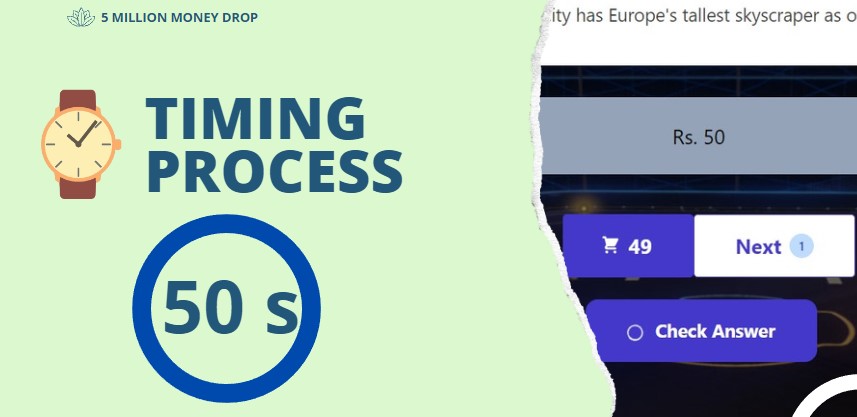 5 MILLION MONEY DROP
TIMING
PROCESS
50 s
ity has Europe's tallest skyscraper as o
Rs. 50
49
Next 1
Check Answer